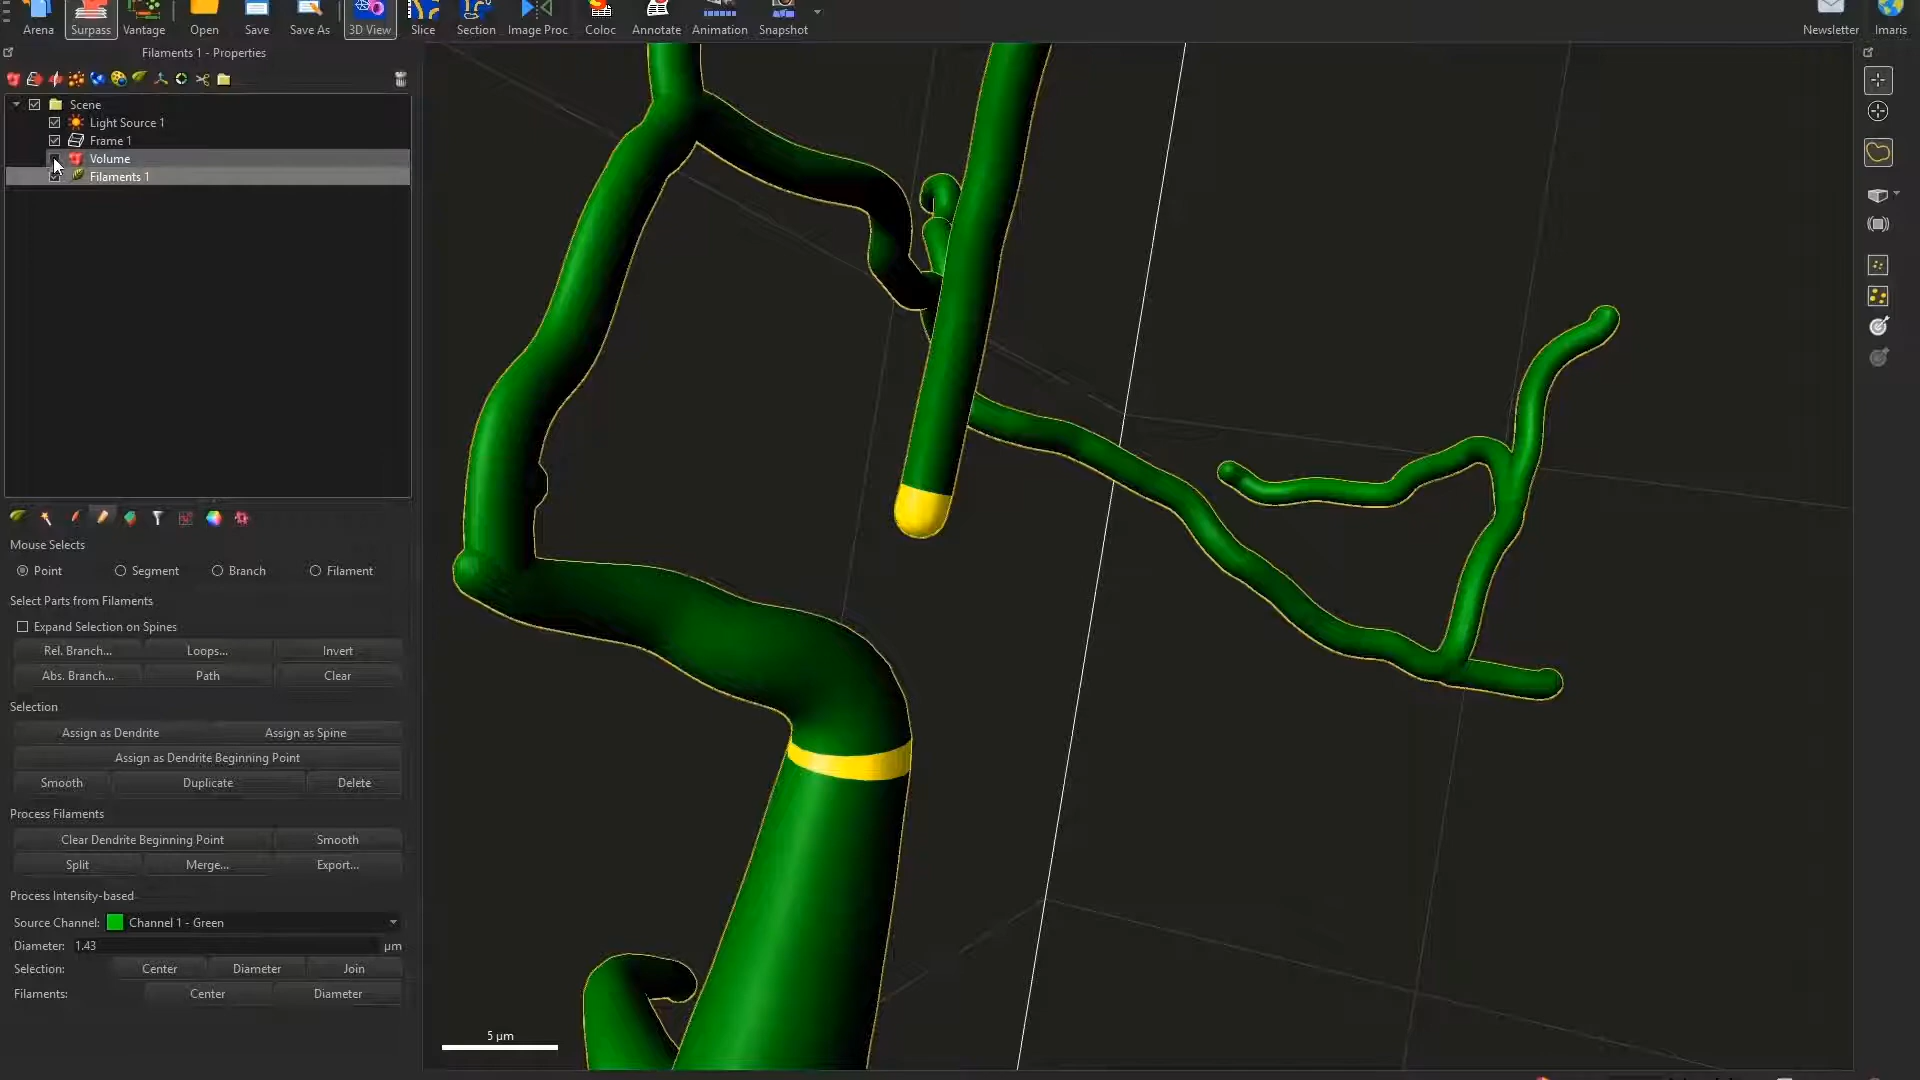 Arena Surpass Vantage Open Save Save As 3D View Slice Section Image Proc Coloc Annotate Animation Snapshot Newsletter Imaris
Filaments 1 - Properties
Scene
Light Source 1
Frame 1
Volume
Filaments 1
Mouse Selects
Point Segment Branch Filament
Select Parts from Filaments
Expand Selection on Spines
Rel. Branch... Loops... Invert
Abs. Branch... Path Clear
Selection
Assign as Dendrite Assign as Spine
Assign as Dendrite Beginning Point
Smooth Duplicate Delete
Process Filaments
Clear Dendrite Beginning Point Smooth
Split Merge... Export...
Process Intensity-based
Source Channel: Channel 1 - Green
Diameter: 1.43 µm
Selection: Center Diameter Join
Filaments: Center Diameter
5 µm